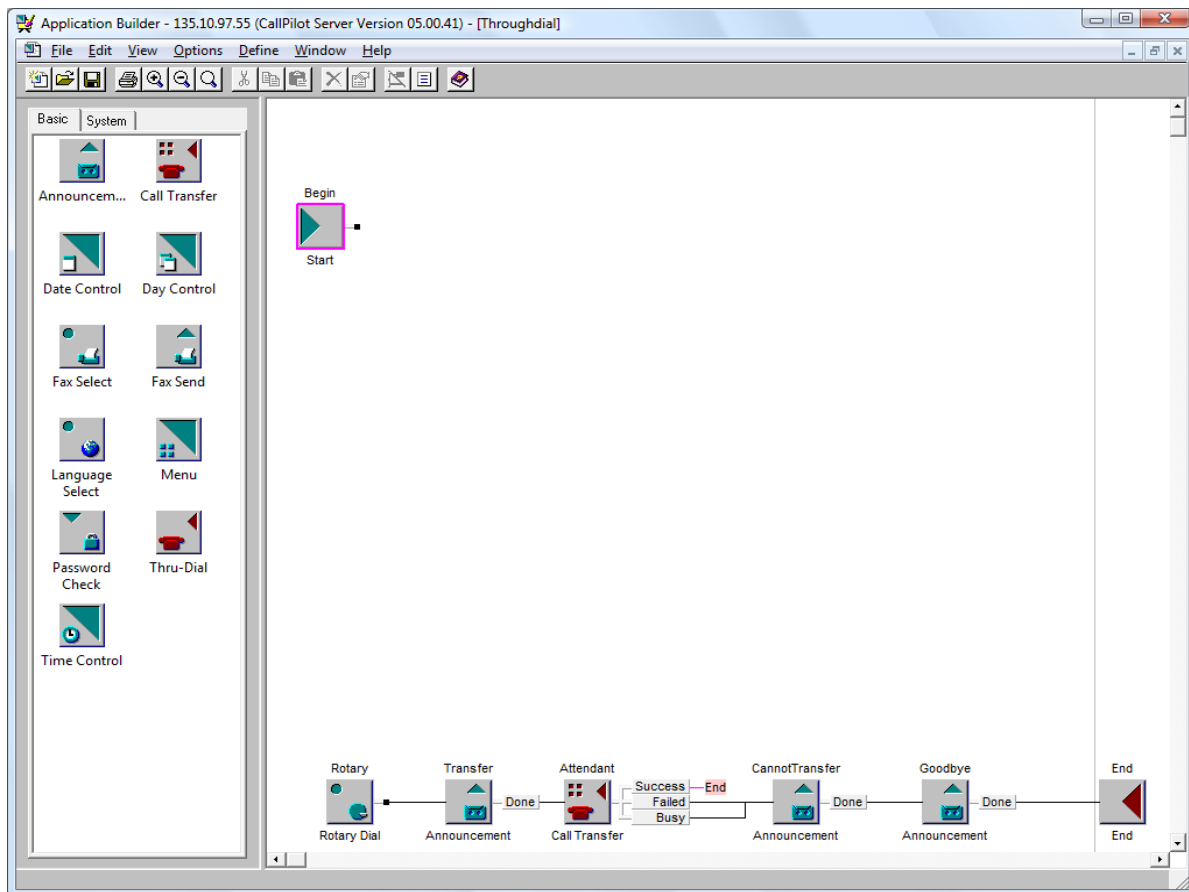 Application Builder - 135.10.97.55 (CallPilot Server Version 05.00.41) - [Throughdial]
File Edit View Options Define Window Help
Basic System
Announcem... Call Transfer
Date Control Day Control
Fax Select Fax Send
Language Select Menu
Password Check Thru-Dial
Time Control
Begin
Start
Rotary Transfer Attendant CannotTransfer Goodbye End
Success End
Done Failed Done Done
Busy
Rotary Dial Announcement Call Transfer Announcement Announcement End